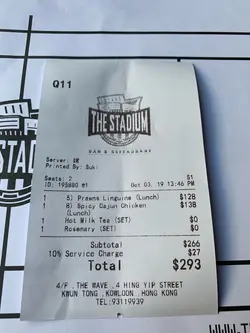 Q11
THE STADIUM
BAR & RESTAURANT
Server:
Printed By: Suki
Seats: 2 S1
ID: #1 Oct 03, 19 13:46 PM
1 5) Prawns Linguine (Lunch) $128
1 8) Spicy Cajun Chicken $138
(Lunch)
1 Hot Milk Tea (SET) $0
1 Rosemary (SET) $0
Subtotal $266
10% Service Charge $27
Total $293
4/F , THE WAVE ,4 HING YIP STREET
KWUN TONG ,KOWLOON ,HONG KONG
TEL:93119939